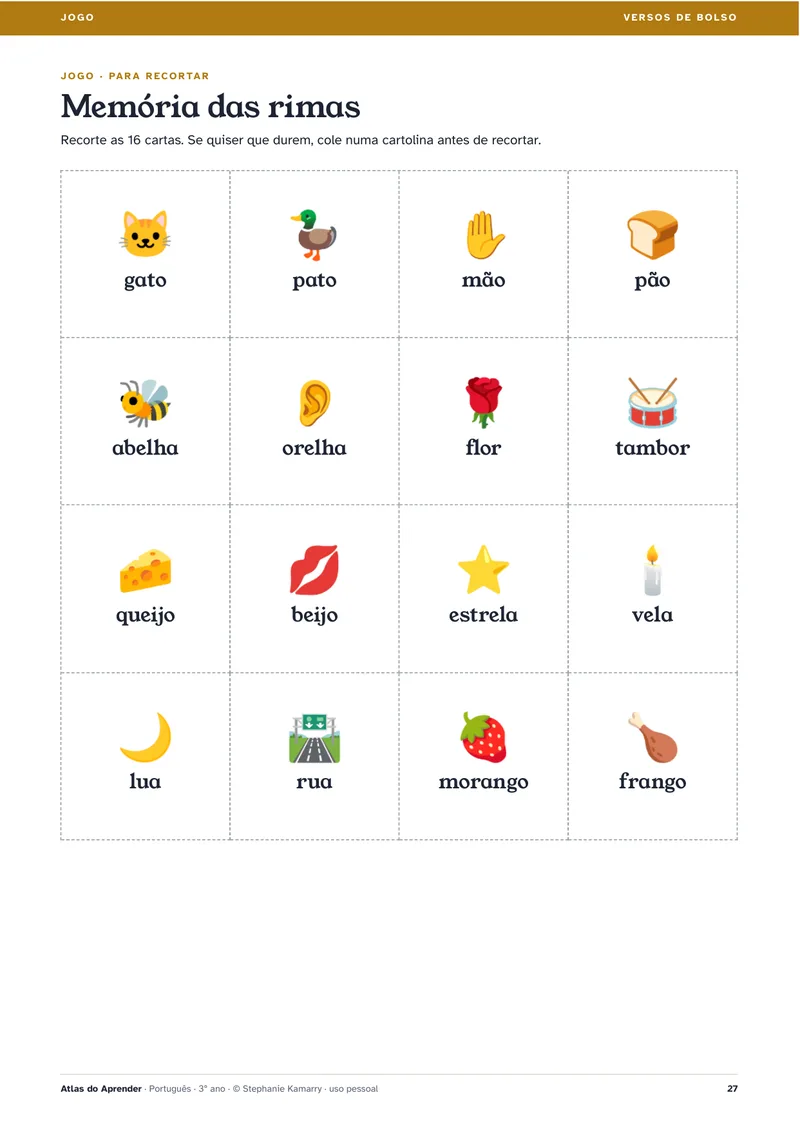 JOGO
VERSOS DE BOLSO
JOGO · PARA RECORTAR
Memória das rimas
Recorte as 16 cartas. Se quiser que durem, cole numa cartolina antes de recortar.
gato pato mão pão
abelha orelha flor tambor
queijo beijo estrela vela
lua rua morango frango
Atlas do Aprender · Português · 3º ano · © Stephanie Kamarry · uso pessoal
27